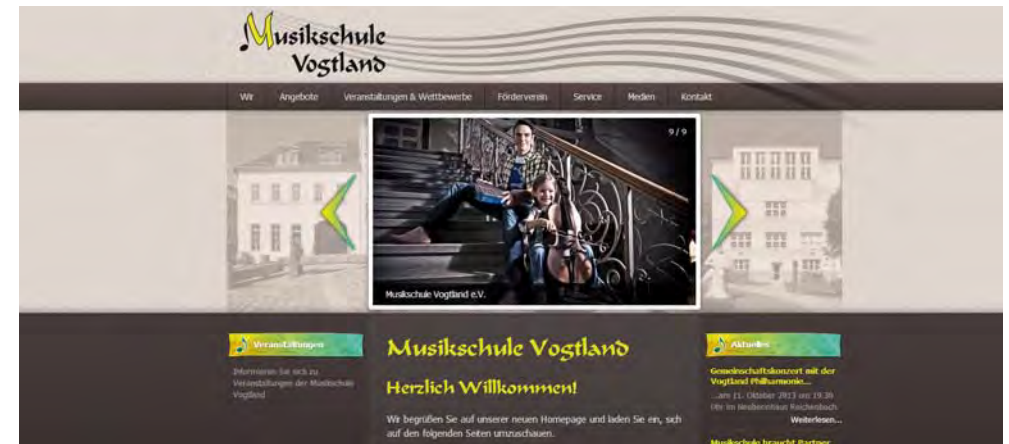 Musikschule
Vogtland
Wir Angebote Veranstaltungen & Wettbewerbe Förderverein Service Medien Kontakt
9 / 9
Musikschule Vogtland e.V.
Veranstaltungen
Informieren Sie sich zu
Veranstaltungen der Musikschule
Vogtland
Musikschule Vogtland
Herzlich Willkommen!
Wir begrüßen Sie auf unserer neuen Homepage und laden Sie ein, sich
auf den folgenden Seiten umzuschauen.
Aktuelles
Gemeinschaftskonzert mit der
Vogtland Philharmonie...
...am 11. Oktober 2013 um 19.30
Uhr im Neuberinhaus Reichenbach
Weiterlesen...
Musikschule braucht Partner